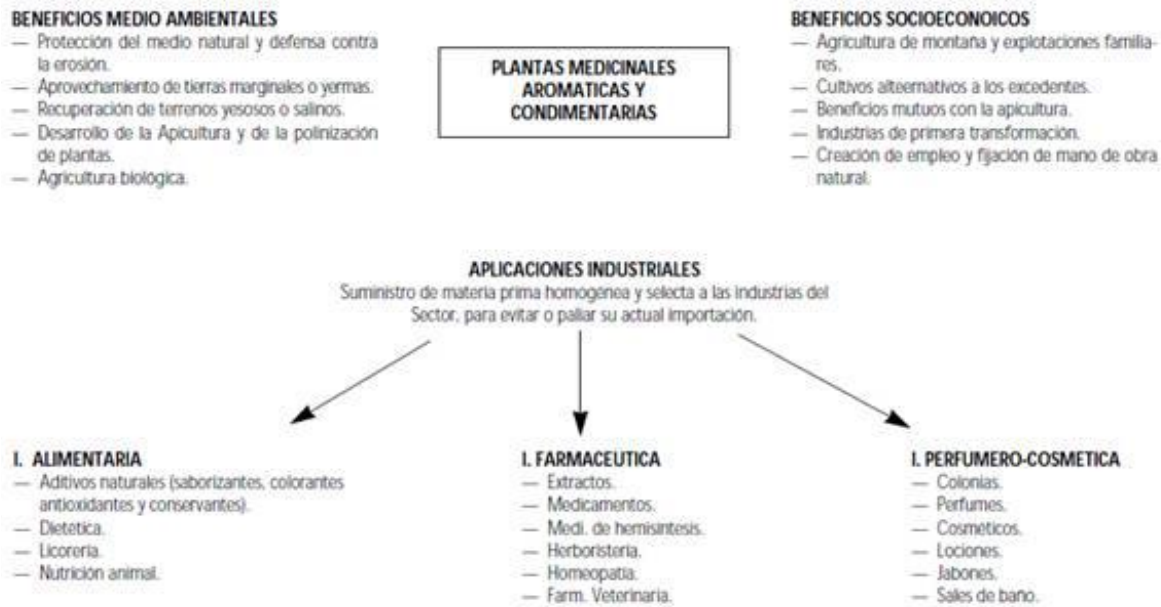 BENEFICIOS MEDIO AMBIENTALES
— Protección del medio natural y defensa contra
la erosión.
— Aprovechamiento de tierras marginales o yermas.
— Recuperación de terrenos yesosos o salinos.
— Desarrollo de la Apicultura y de la polinización
de plantas.
— Agricultura biológica.
PLANTAS MEDICINALES
AROMATICAS Y
CONDIMENTARIAS
BENEFICIOS SOCIOECONOICOS
— Agricultura de montaña y explotaciones familia-
res.
— Cultivos alteernativos a los excedentes.
— Beneficios mutuos con la apicultura.
— Industrias de primera transformación.
— Creación de empleo y fijación de mano de obra
natural.
APLICACIONES INDUSTRIALES
Suministro de materia prima homogénea y selecta a las industrias del
Sector, para evitar o paliar su actual importación.
I. ALIMENTARIA
— Aditivos naturales (saborizantes, colorantes
antioxidantes y conservantes).
— Dietetica.
— Licoreria.
— Nutrición animal.
I. FARMACEUTICA
— Extractos.
— Medicamentos.
— Medi. de hemisintesis.
— Herboristeria.
— Homeopatia.
— Farm. Veterinaria.
I. PERFUMERO-COSMETICA
— Colonias.
— Perfumes.
— Cosméticos.
— Lociones.
— Jabones.
— Sales de baño.